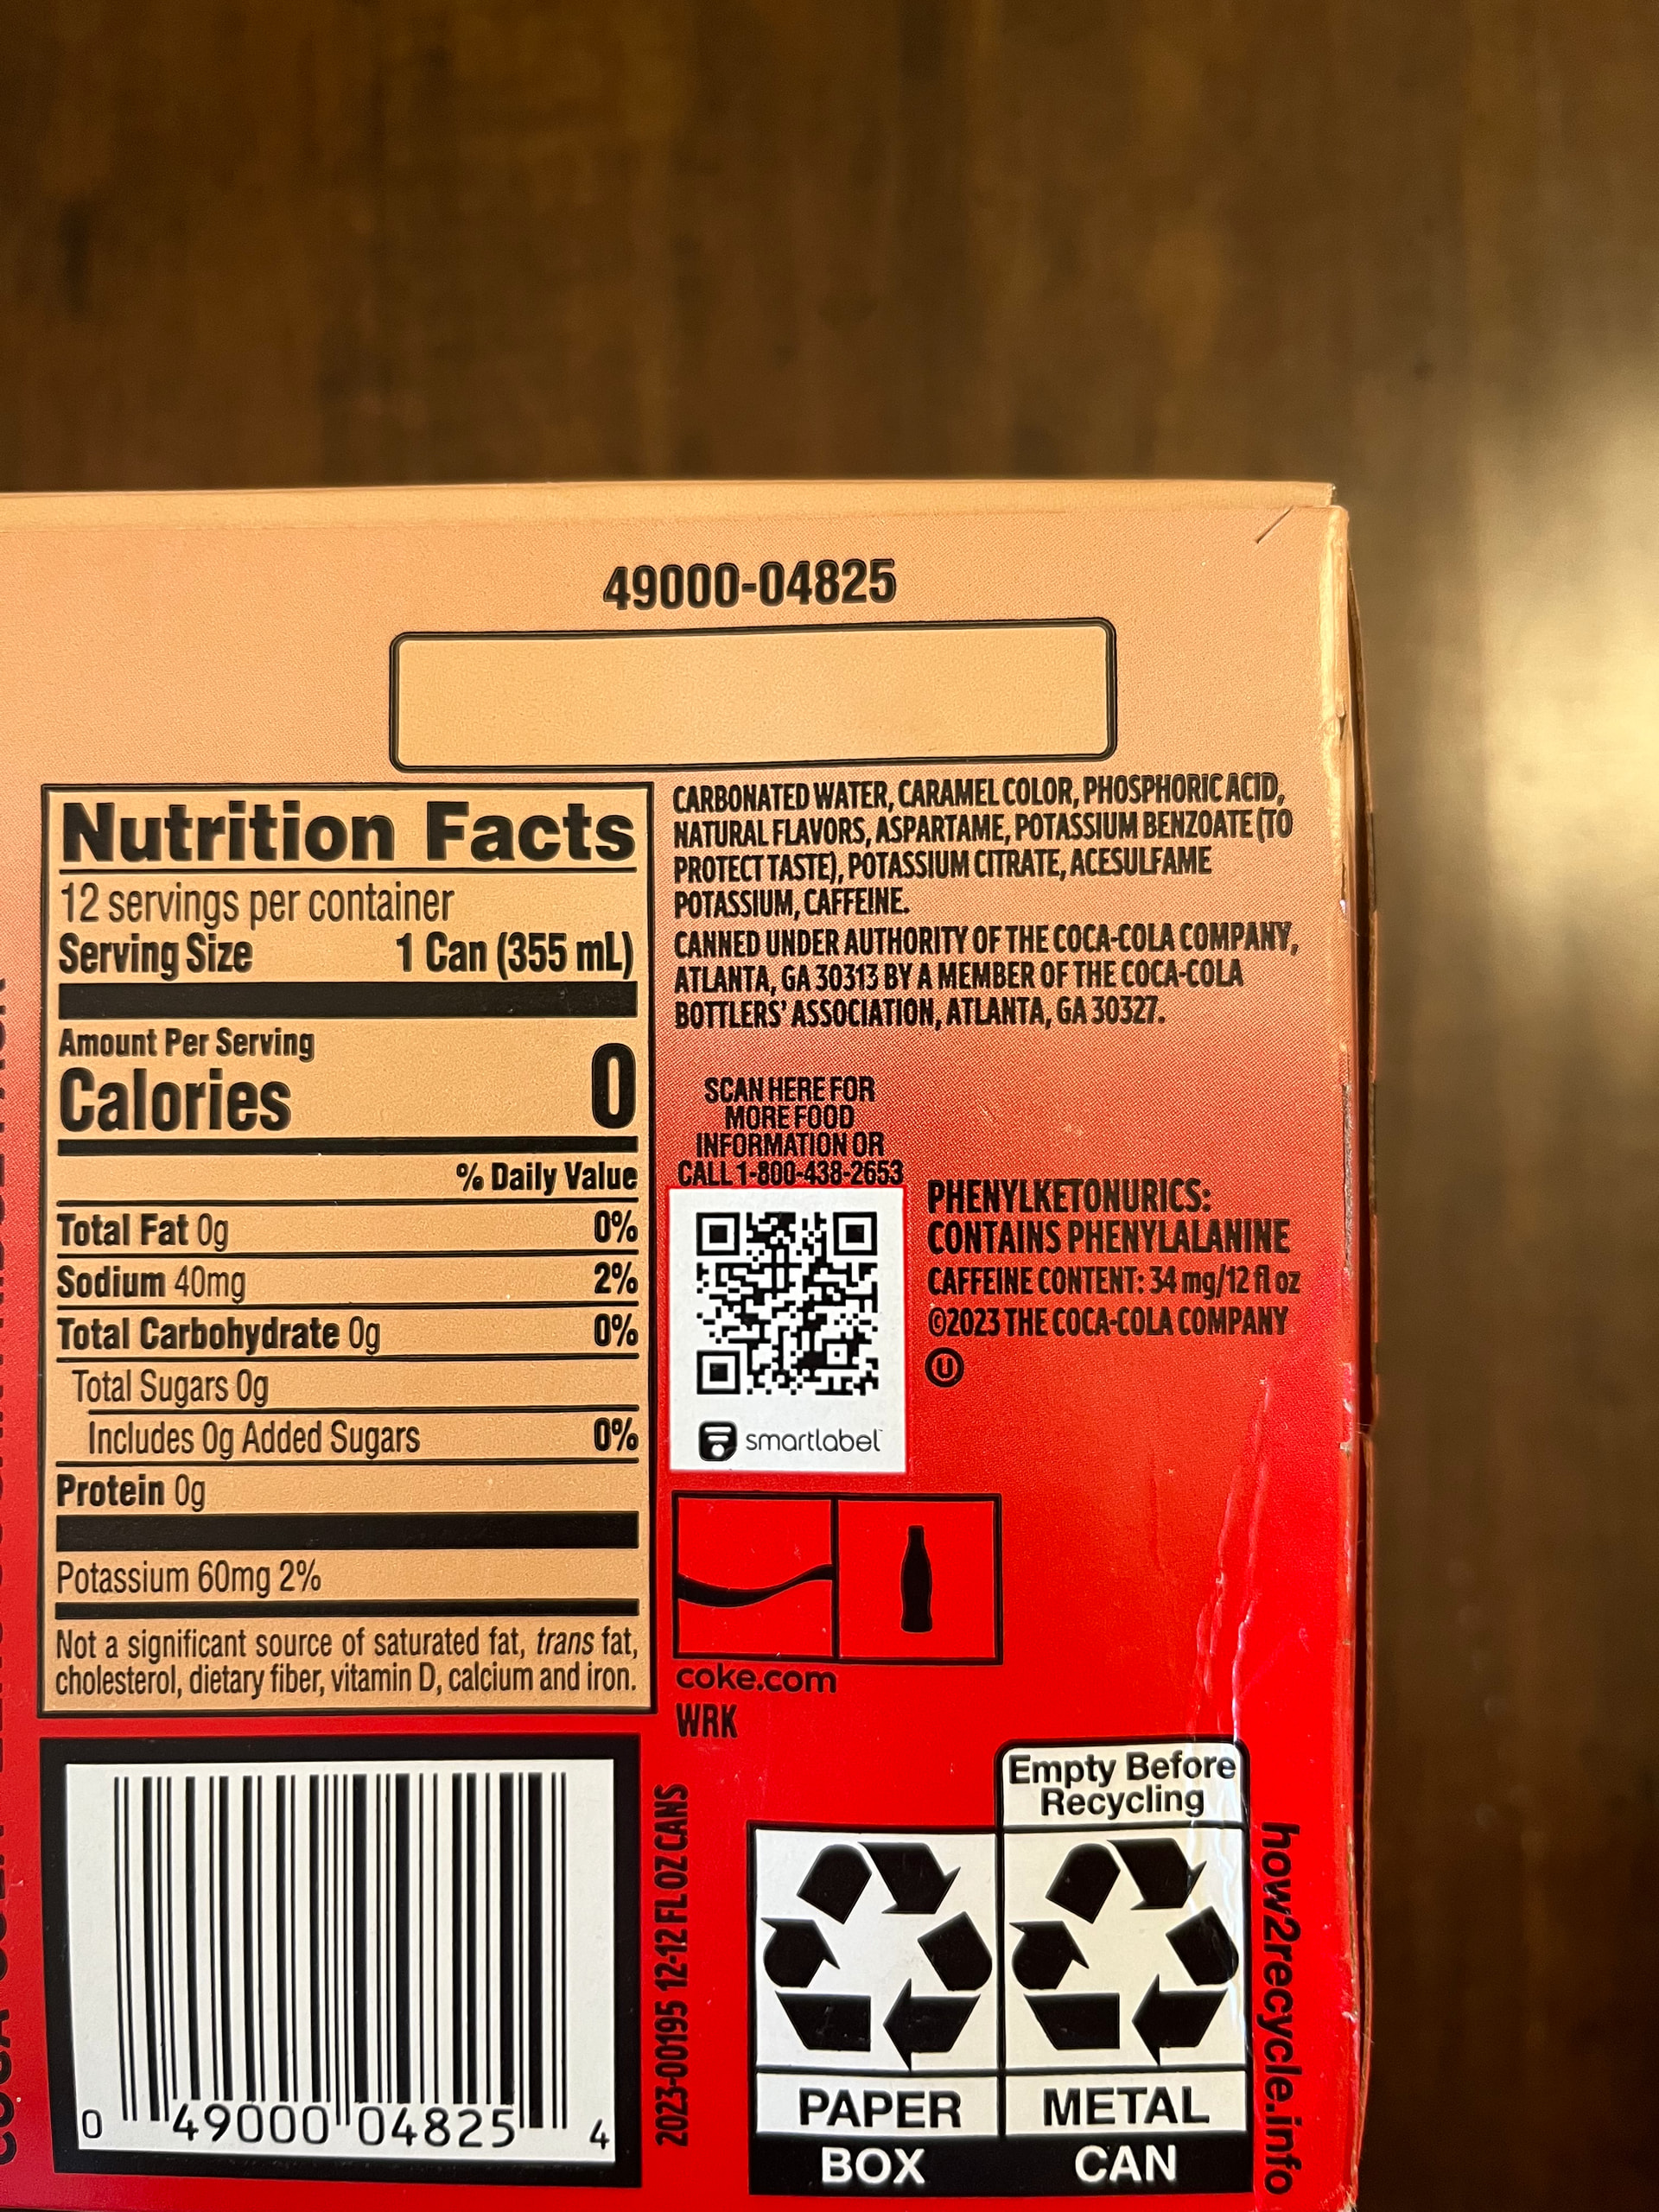 49000-04825
Nutrition Facts
12 servings per container
Serving Size 1 Can (355 mL)
Amount Per Serving
Calories 0
% Daily Value
Total Fat 0g 0%
Sodium 40mg 2%
Total Carbohydrate 0g 0%
Total Sugars 0g
Includes 0g Added Sugars 0%
Protein 0g
Potassium 60mg 2%
Not a significant source of saturated fat, trans fat,
cholesterol, dietary fiber, vitamin D, calcium and iron.
CARBONATED WATER, CARAMEL COLOR, PHOSPHORIC ACID,
NATURAL FLAVORS, ASPARTAME, POTASSIUM BENZOATE (TO
PROTECT TASTE), POTASSIUM CITRATE, ACESULFAME
POTASSIUM, CAFFEINE.
CANNED UNDER AUTHORITY OF THE COCA-COLA COMPANY,
ATLANTA, GA 30313 BY A MEMBER OF THE COCA-COLA
BOTTLERS' ASSOCIATION, ATLANTA, GA 30327.
SCAN HERE FOR
MORE FOOD
INFORMATION OR
CALL 1-800-438-2653
smartlabel
PHENYLKETONURICS:
CONTAINS PHENYLALANINE
CAFFEINE CONTENT: 34 mg/12 fl oz
©2023 THE COCA-COLA COMPANY
U
coke.com
WRK
0 49000 04825 4
2023-00195 12-12 FL OZ CANS
Empty Before
Recycling
PAPER
BOX
METAL
CAN
how2recycle.info